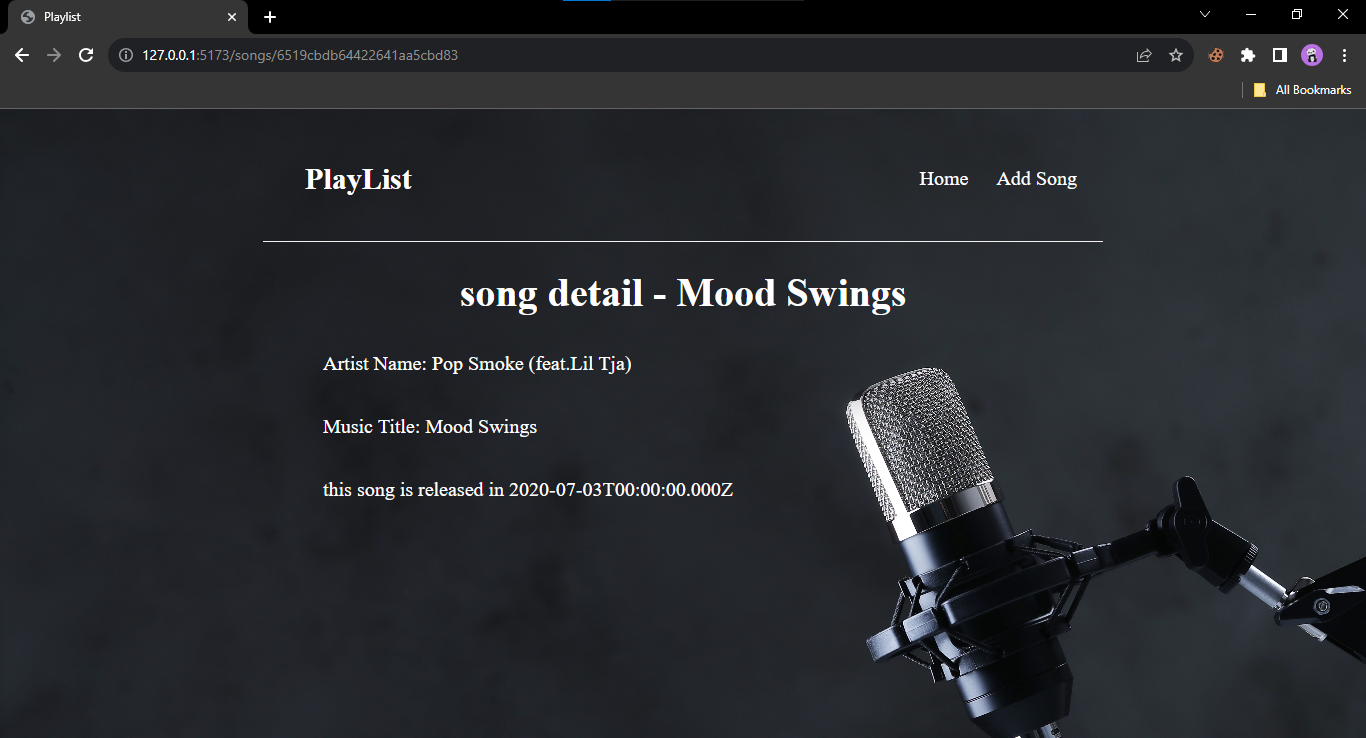 Playlist
127.0.0.1:5173/songs/6519cbdb64422641aa5cbd83
All Bookmarks
PlayList Home Add Song
song detail - Mood Swings
Artist Name: Pop Smoke (feat.Lil Tja)
Music Title: Mood Swings
this song is released in 2020-07-03T00:00:00.000Z